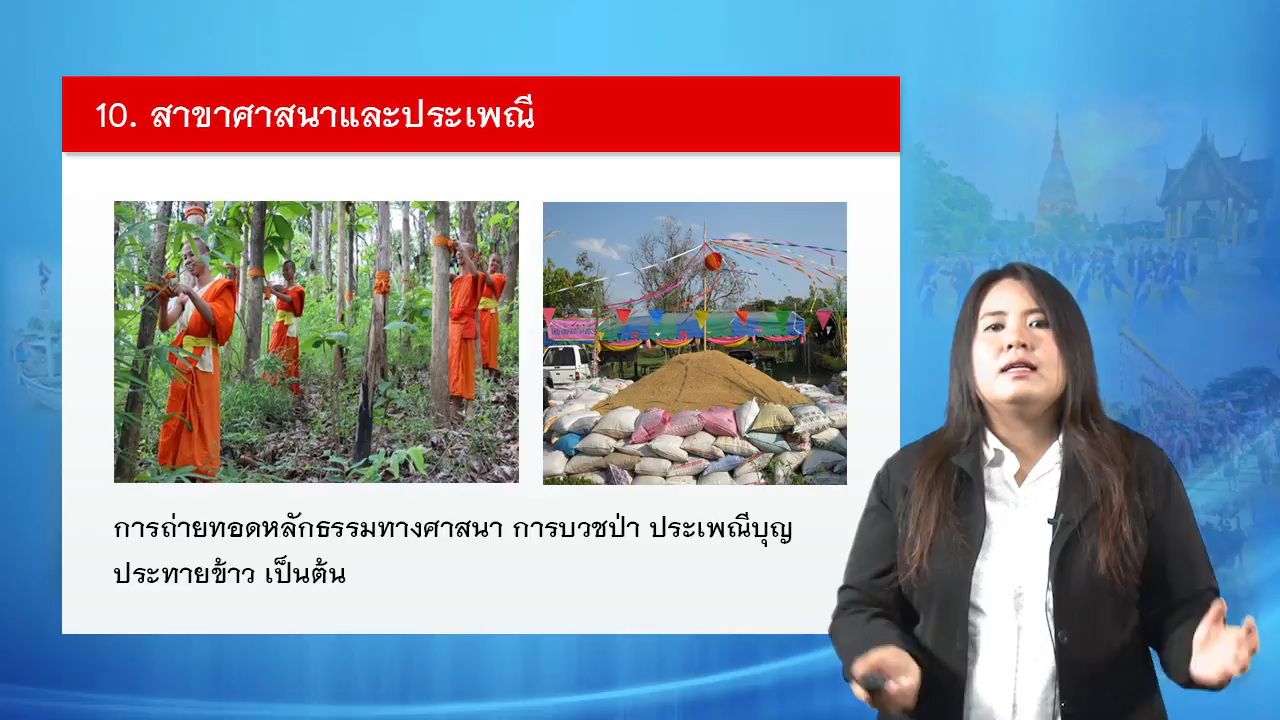 10. สาขาศาสนาและประเพณี
การถ่ายทอดหลักธรรมทางศาสนา การบวชป่า ประเพณีบุญ
ประทายข้าว เป็นต้น